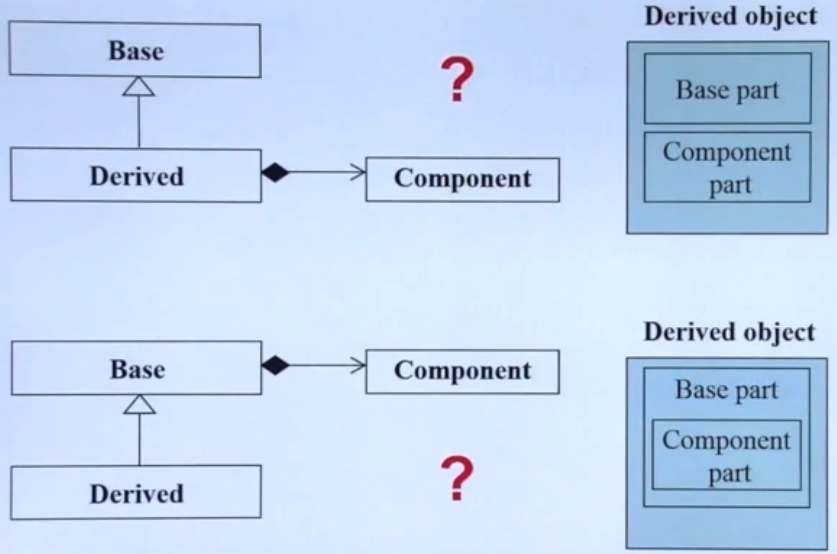 Derived object
Base
?
Base part
Derived
Component
Component
part
Derived object
Base
Component
Base part
Component
part
Derived
?